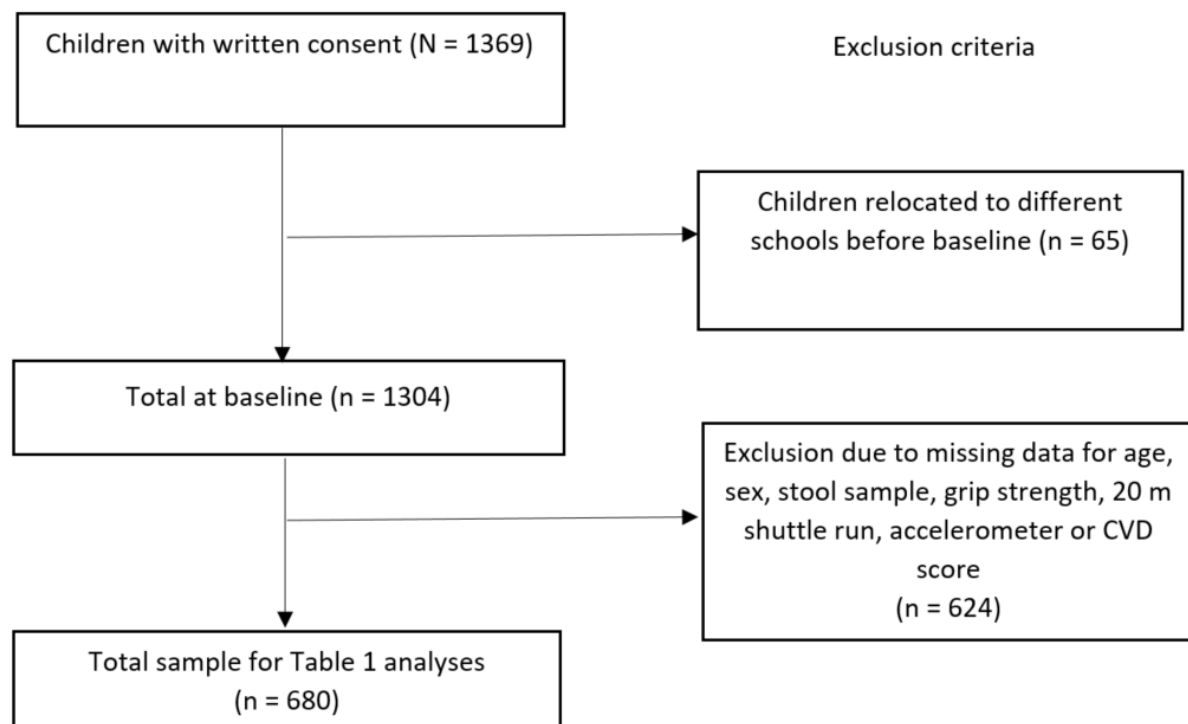 Children with written consent (N = 1369)
Exclusion criteria
Children relocated to different
schools before baseline (n = 65)
Total at baseline (n = 1304)
Exclusion due to missing data for age,
sex, stool sample, grip strength, 20 m
shuttle run, accelerometer or CVD
score
(n = 624)
Total sample for Table 1 analyses
(n = 680)